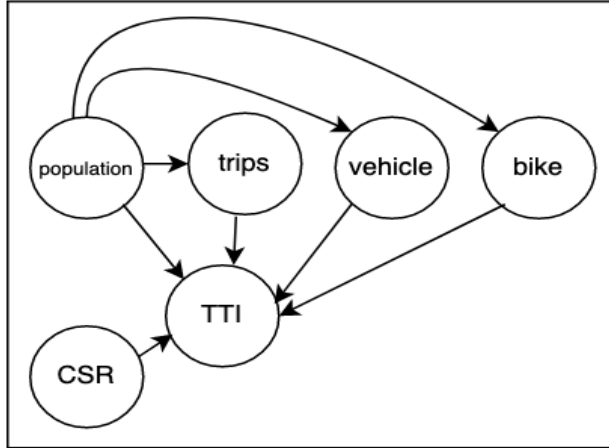 population
trips
vehicle
bike
TTI
CSR